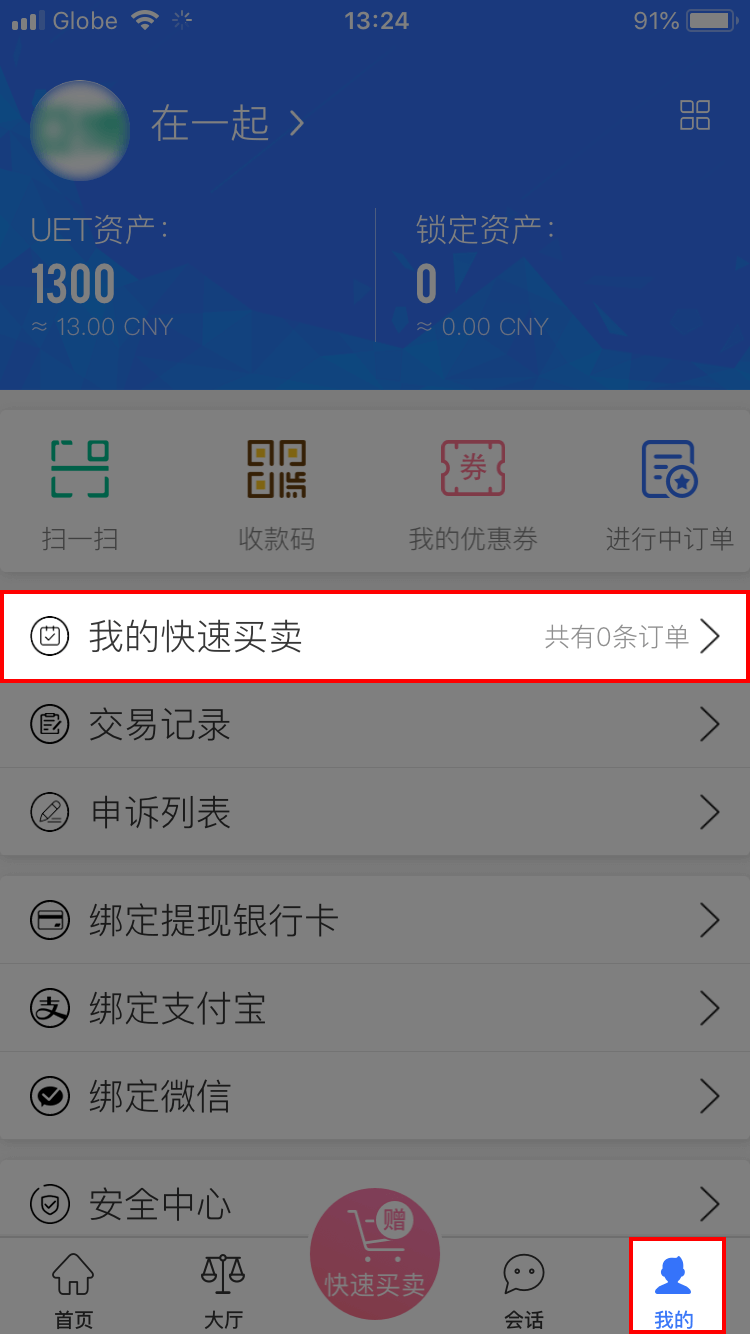 Globe 13:24 91%
在一起
UET资产: 锁定资产:
1300 0
≈ 13.00 CNY ≈ 0.00 CNY
券
扫一扫 收款码 我的优惠券 进行中订单
我的快速买卖 共有0条订单
交易记录
申诉列表
绑定提现银行卡
支 绑定支付宝
绑定微信
安全中心
赠
快速买卖
首页 大厅 会话 我的